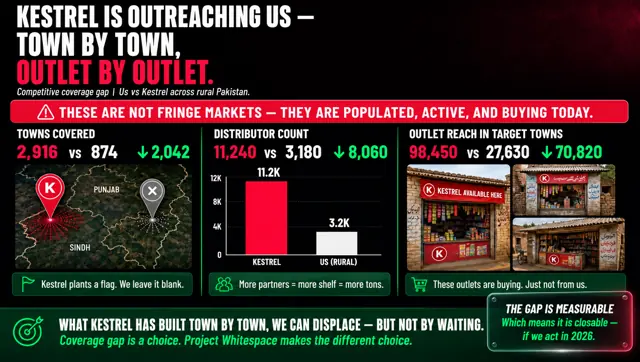 KESTREL IS OUTREACHING US —
TOWN BY TOWN,
OUTLET BY OUTLET.
Competitive coverage gap | Us vs Kestrel across rural Pakistan.
THESE ARE NOT FRINGE MARKETS — THEY ARE POPULATED, ACTIVE, AND BUYING TODAY.
TOWNS COVERED
2,916 vs 874 ↓2,042
K
PUNJAB
SINDH
Kestrel plants a flag. We leave it blank.
DISTRIBUTOR COUNT
11,240 vs 3,180 ↓8,060
12K
8K
4K
0
11.2K
3.2K
KESTREL
US (RURAL)
More partners = more shelf = more tons.
OUTLET REACH IN TARGET TOWNS
98,450 vs 27,630 ↓70,820
K KESTREL AVAILABLE HERE
K
K
K
These outlets are buying. Just not from us.
WHAT KESTREL HAS BUILT TOWN BY TOWN, WE CAN DISPLACE — BUT NOT BY WAITING.
Coverage gap is a choice. Project Whitespace makes the different choice.
THE GAP IS MEASURABLE
Which means it is closable —
if we act in 2026.